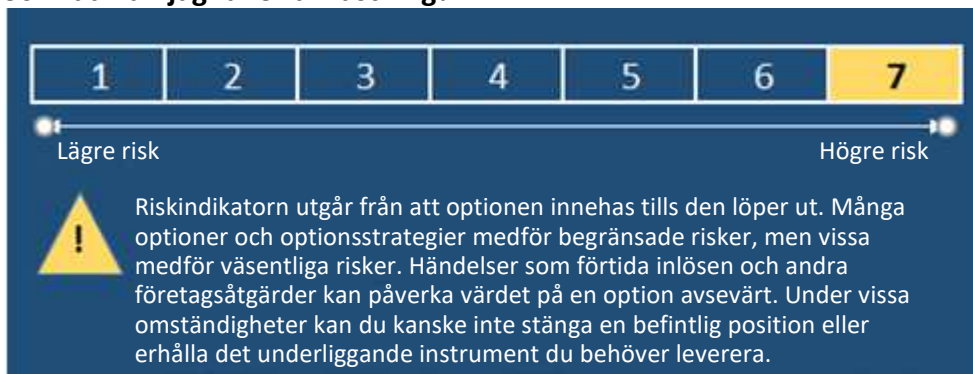 1 2 3 4 5 6 7
Lägre risk Högre risk
Riskindikatorn utgår från att optionen innehas tills den löper ut. Många
optioner och optionsstrategier medför begränsade risker, men vissa
medför väsentliga risker. Händelser som förtida inlösen och andra
företagsåtgärder kan påverka värdet på en option avsevärt. Under vissa
omständigheter kan du kanske inte stänga en befintlig position eller
erhålla det underliggande instrument du behöver leverera.